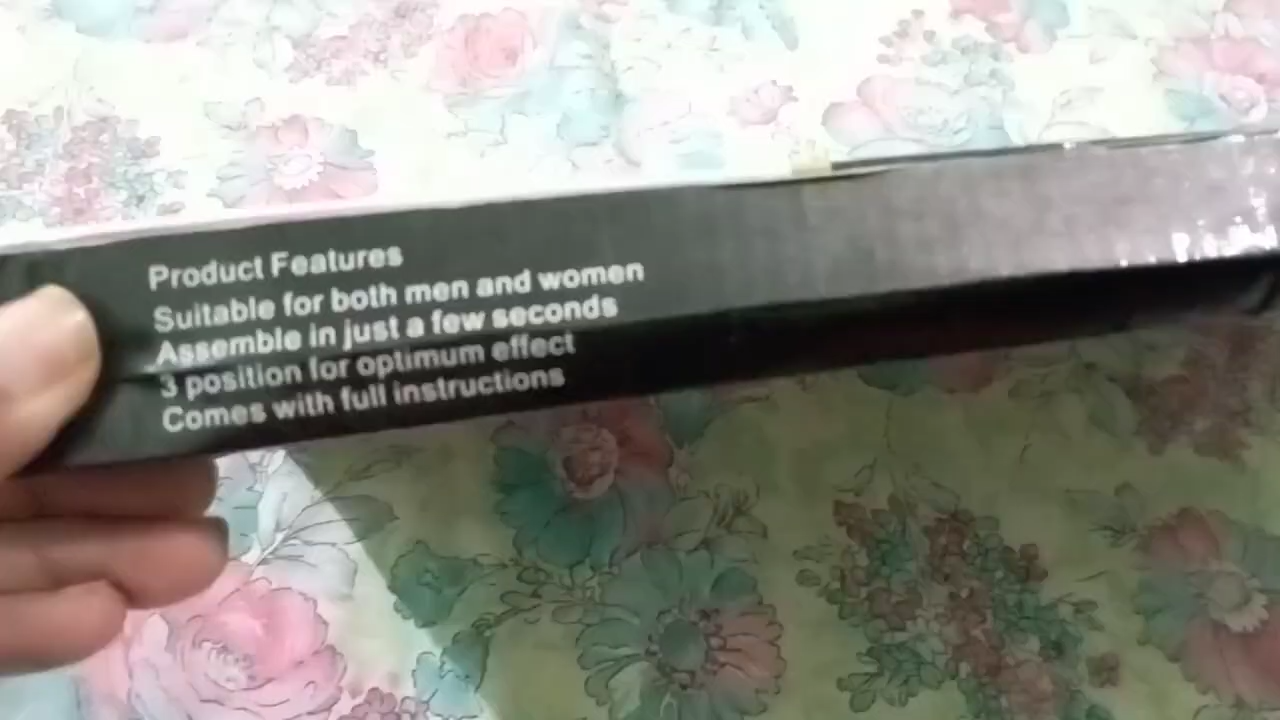 Product Features
Suitable for both men and women
Assemble in just a few seconds
3 position for optimum effect
Comes with full instructions